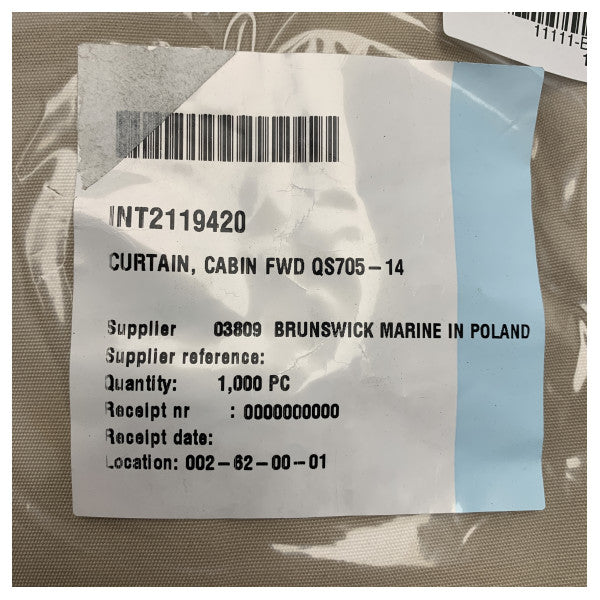 11111-E
INT2119420
CURTAIN, CABIN FWD QS705-14
Supplier 03809 BRUNSWICK MARINE IN POLAND
Supplier reference:
Quantity: 1,000 PC
Receipt nr : 0000000000
Receipt date:
Location: 002-62-00-01